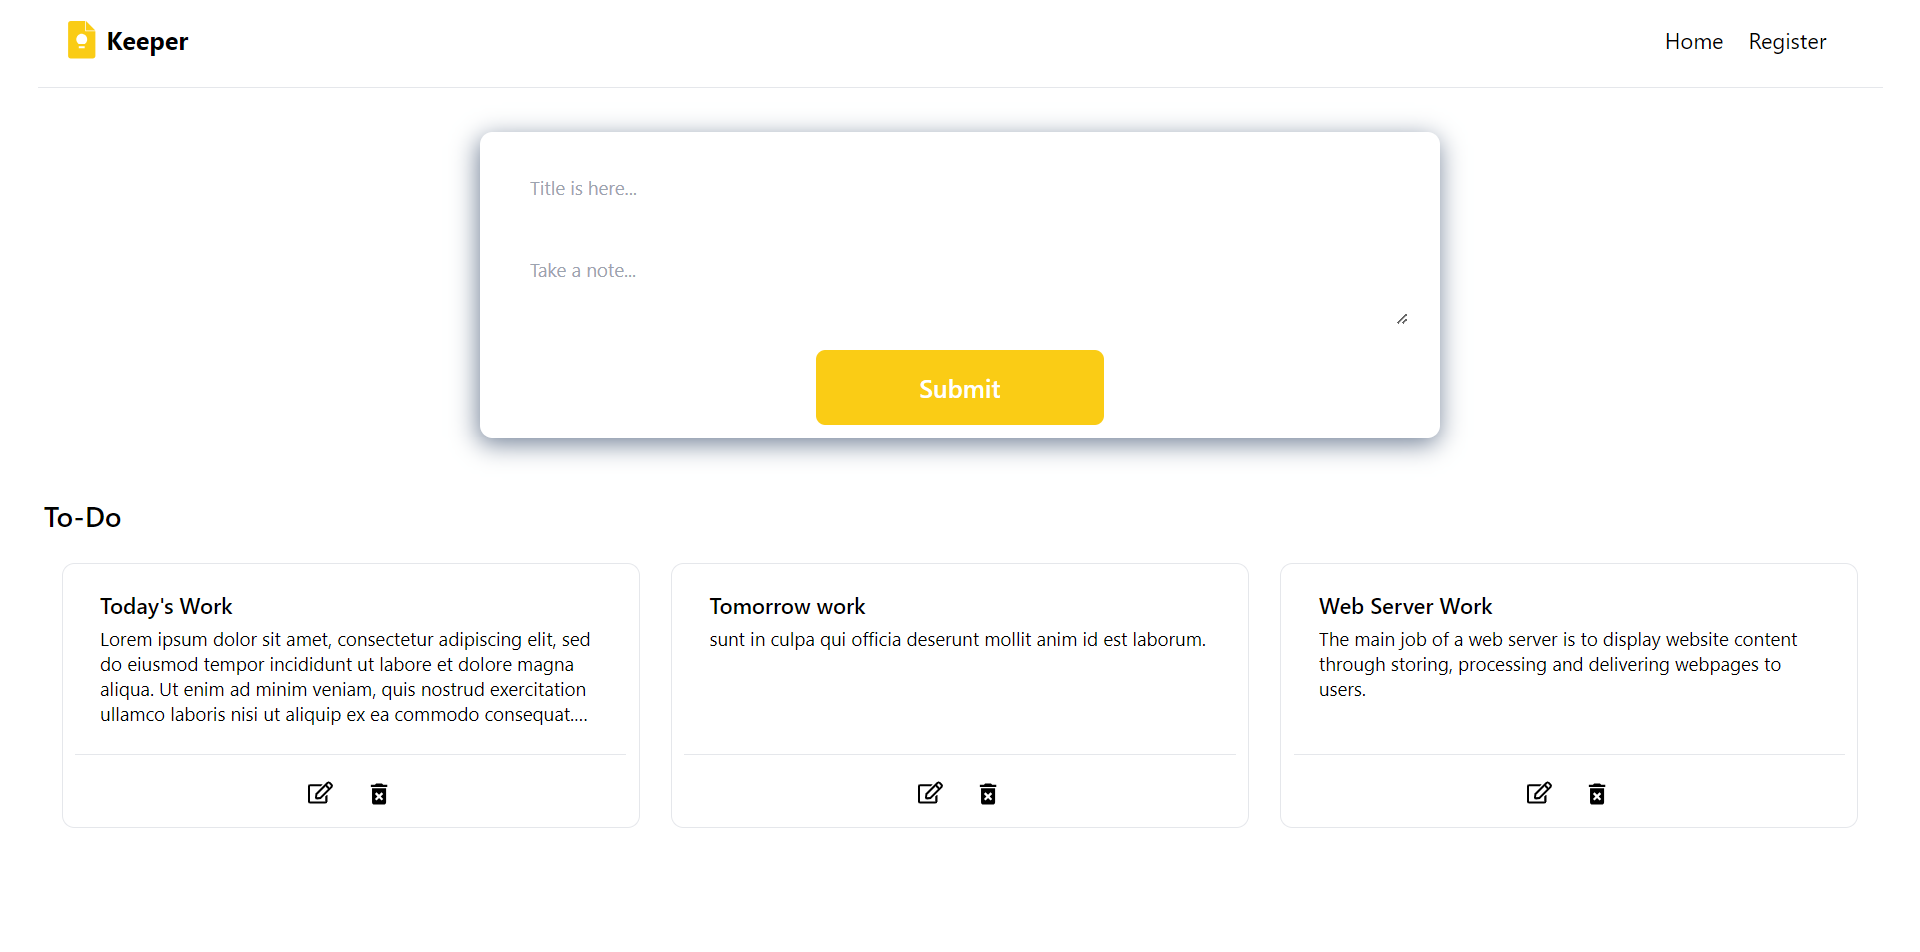 Keeper
Home Register
Title is here...
Take a note...
Submit
To-Do
Today's Work
Lorem ipsum dolor sit amet, consectetur adipiscing elit, sed
do eiusmod tempor incididunt ut labore et dolore magna
aliqua. Ut enim ad minim veniam, quis nostrud exercitation
ullamco laboris nisi ut aliquip ex ea commodo consequat....
Tomorrow work
sunt in culpa qui officia deserunt mollit anim id est laborum.
Web Server Work
The main job of a web server is to display website content
through storing, processing and delivering webpages to
users.